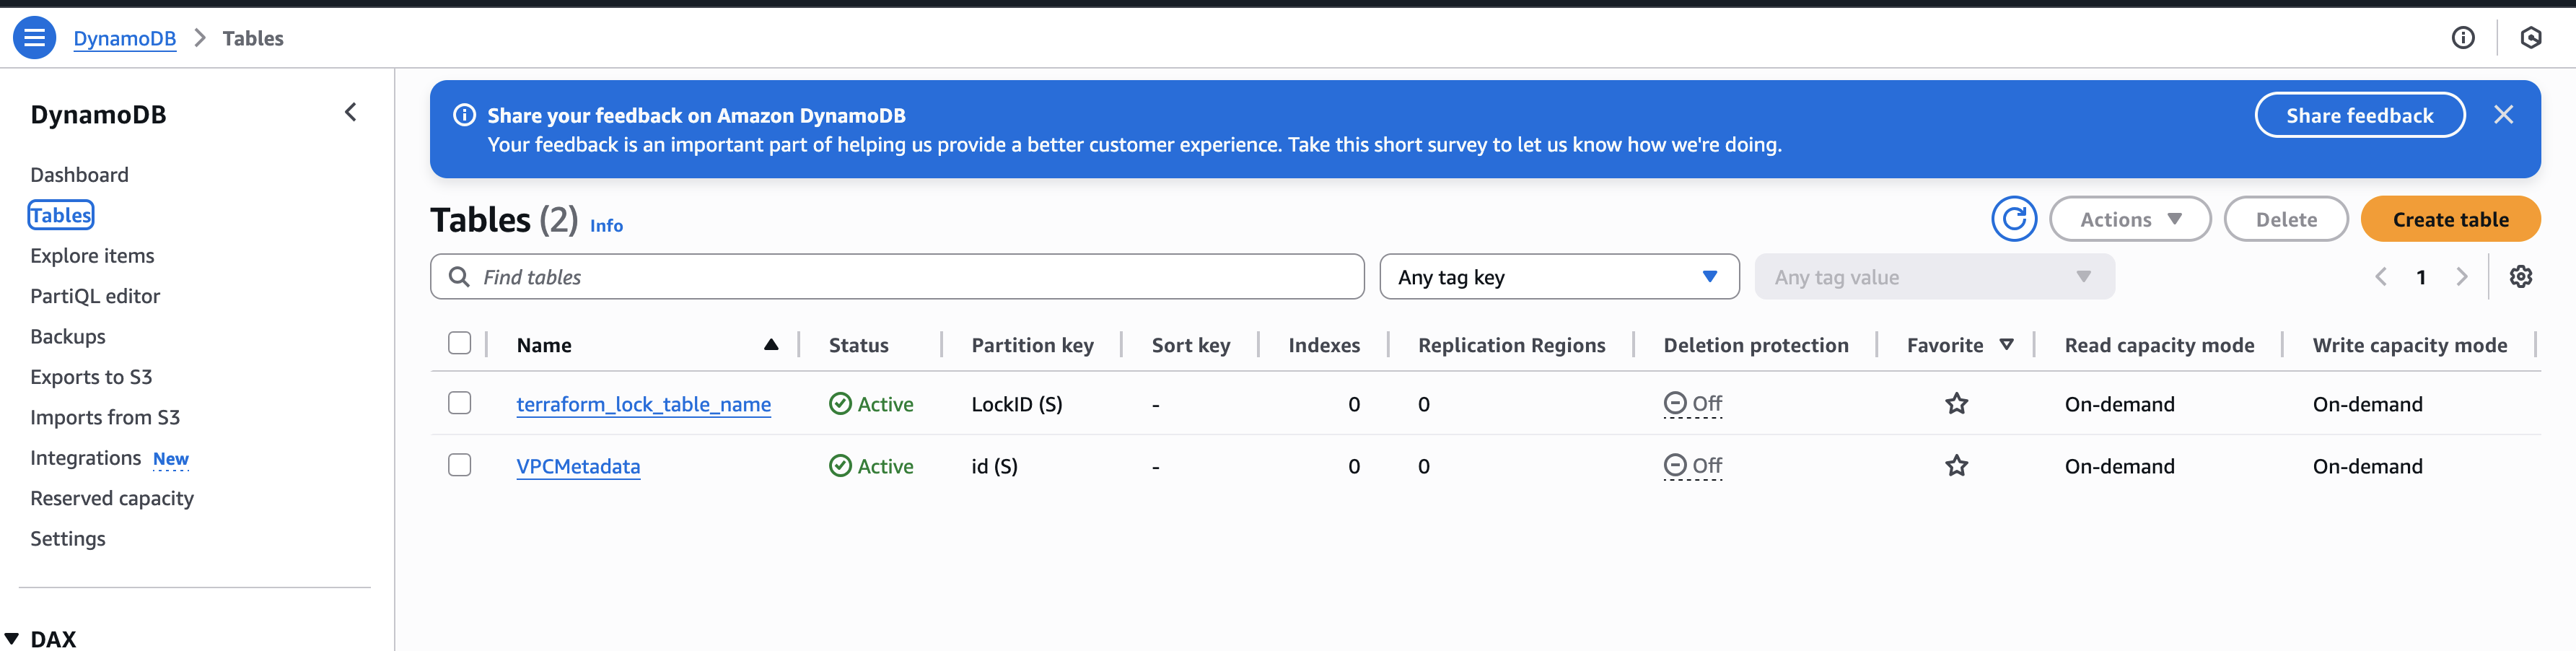 DynamoDB > Tables
DynamoDB
Dashboard
Tables
Explore items
PartiQL editor
Backups
Exports to S3
Imports from S3
Integrations New
Reserved capacity
Settings
DAX
Share your feedback on Amazon DynamoDB
Your feedback is an important part of helping us provide a better customer experience. Take this short survey to let us know how we're doing.
Share feedback
Tables (2) Info
Actions
Delete
Create table
Find tables
Any tag key
Any tag value
1
Name Status Partition key Sort key Indexes Replication Regions Deletion protection Favorite Read capacity mode Write capacity mode
terraform_lock_table_name Active LockID (S) - 0 0 Off On-demand On-demand
VPCMetadata Active id (S) - 0 0 Off On-demand On-demand